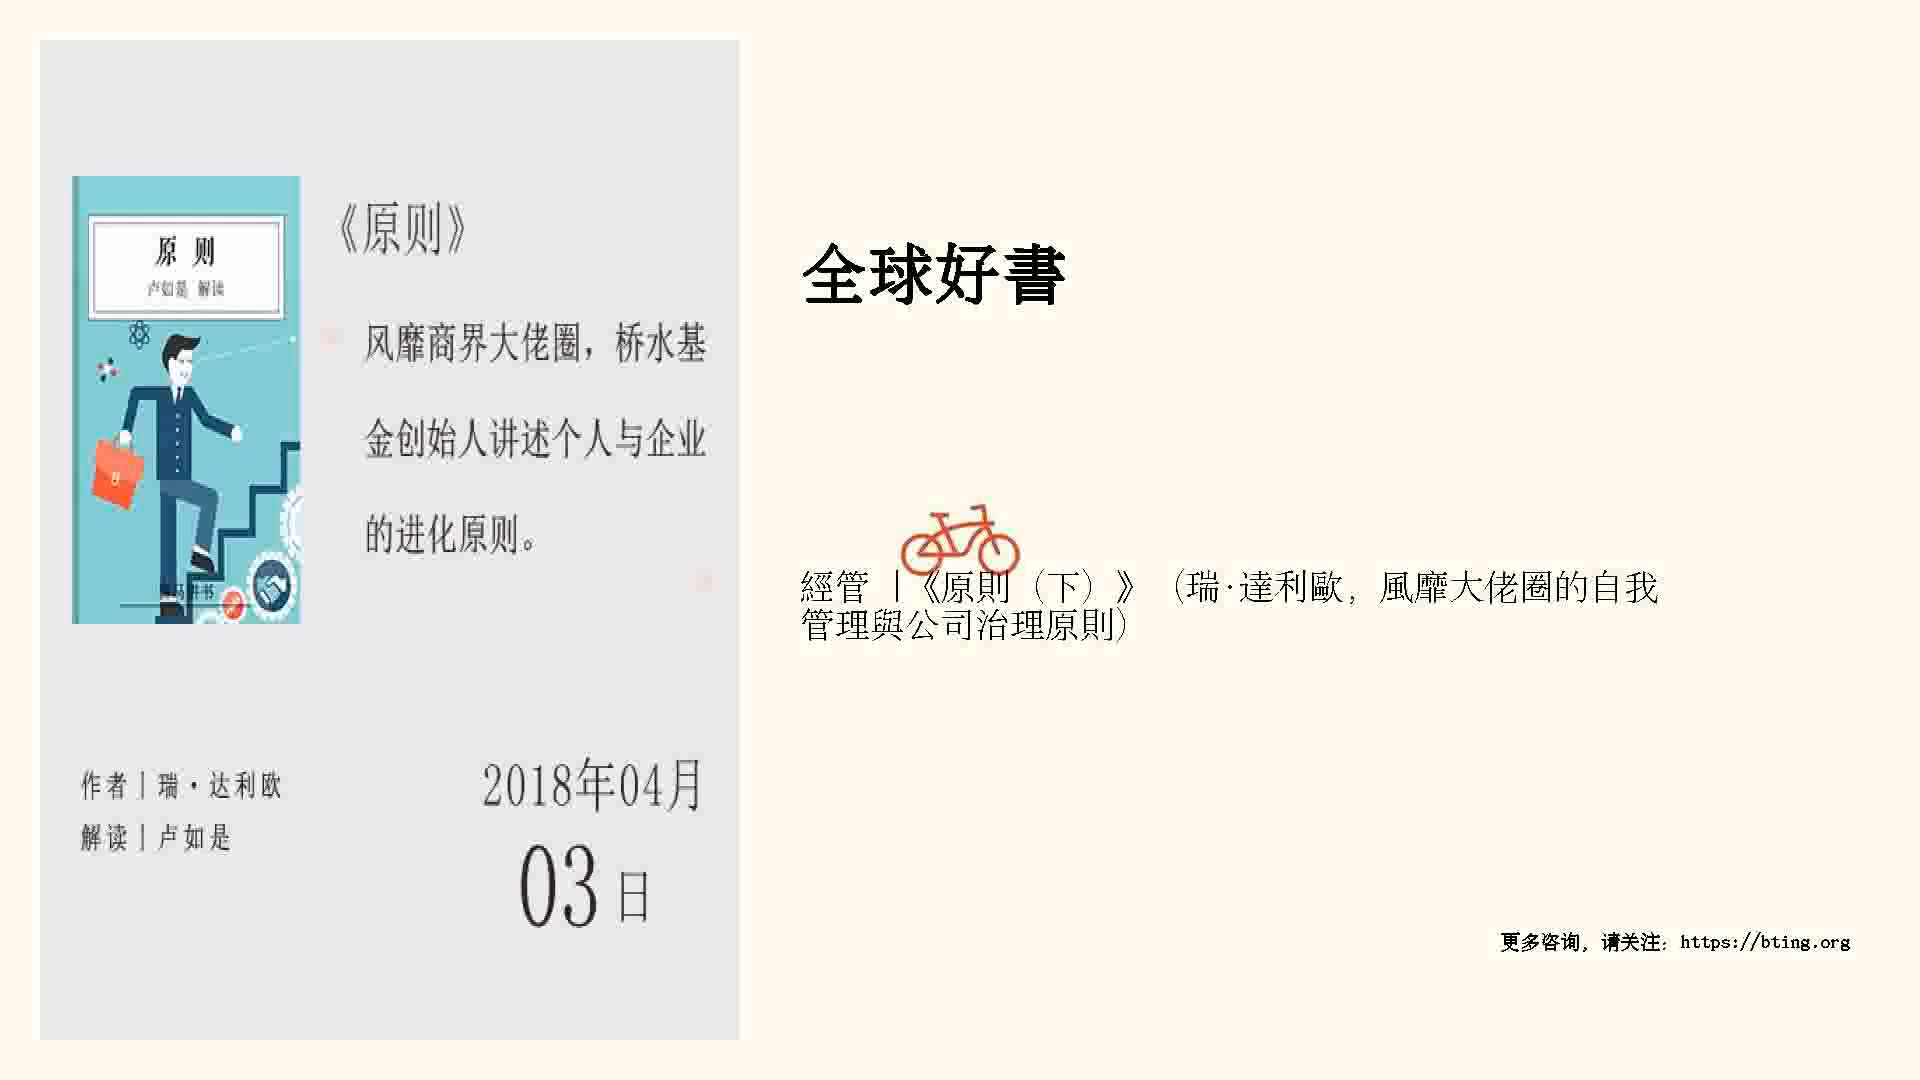 《原则》
原 则
卢如是 解读
风靡商界大佬圈，桥水基
金创始人讲述个人与企业
的进化原则。
作者｜瑞·达利欧
解读｜卢如是
2018年04月
03日
全球好書
經管 ｜《原則（下）》（瑞·達利歐，風靡大佬圈的自我
管理與公司治理原則）
更多咨询，请关注：https://bting.org